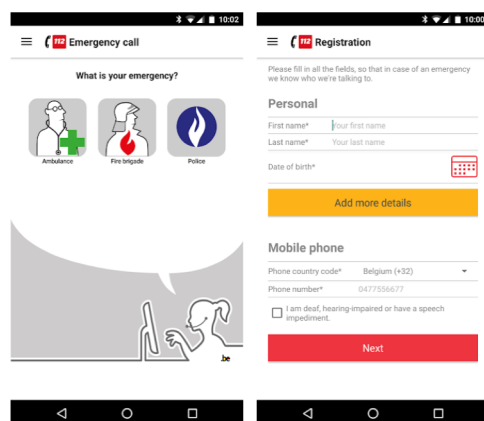 10:02
112 Emergency call
What is your emergency?
Ambulance
Fire brigade
Police
.be
10:00
112 Registration
Please fill in all the fields, so that in case of an emergency
we know who we're talking to.
Personal
First name*
Your first name
Last name*
Your last name
Date of birth*
Add more details
Mobile phone
Phone country code*
Belgium (+32)
Phone number*
0477556677
I am deaf, hearing-impaired or have a speech
impediment.
Next